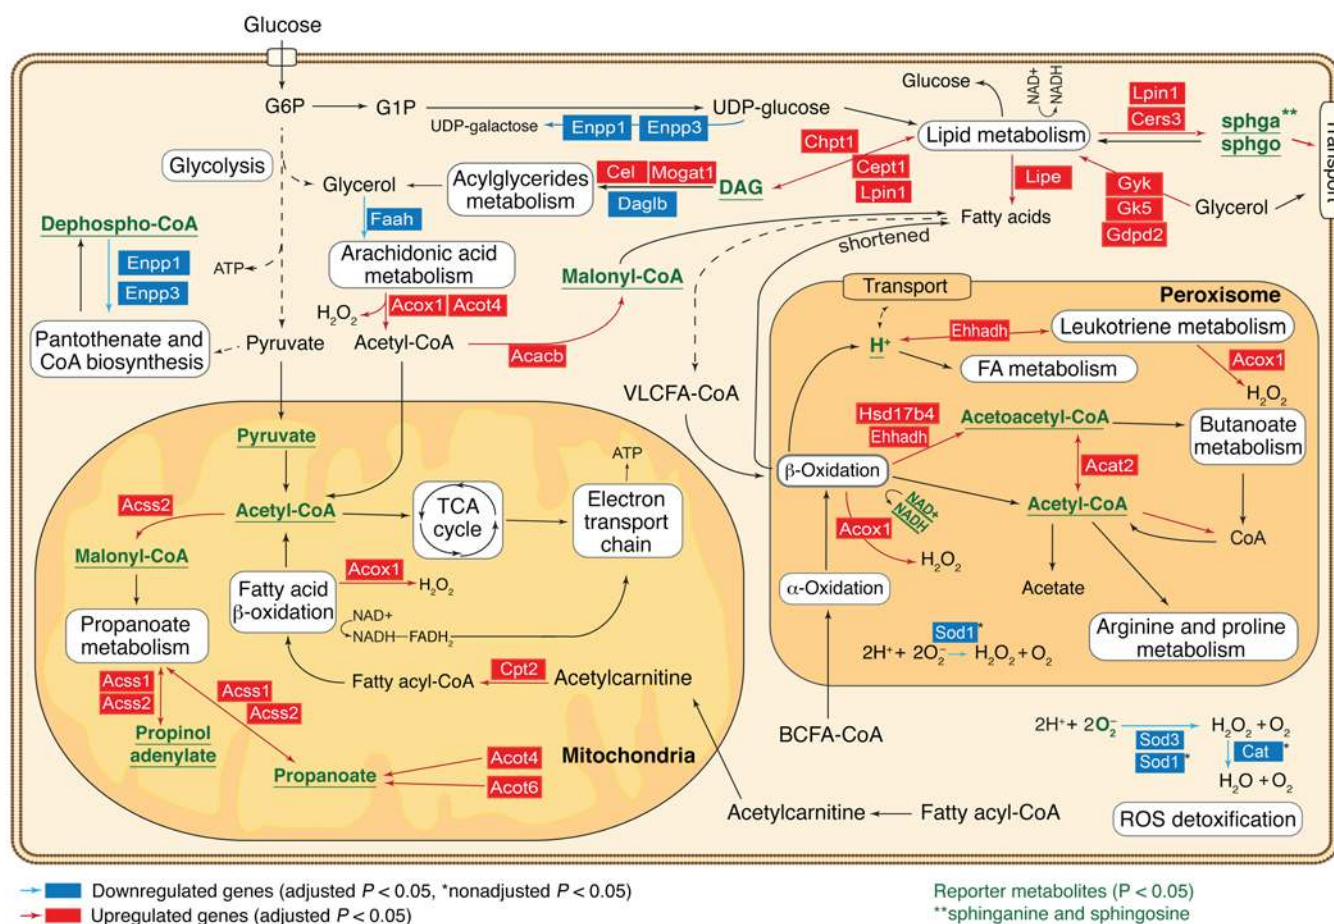 Glucose
G6P
G1P
UDP-glucose
UDP-galactose
Enpp1
Enpp3
Glucose
NAD+
NADH
Lipid metabolism
Lpin1
Cers3
sphga**
sphgo
Transport
Chpt1
Cept1
Lpin1
Lipe
Fatty acids
Gyk
Gk5
Gdpd2
Glycerol
Glycolysis
Glycerol
Acylglycerides
metabolism
Cel
Mogat1
Daglb
DAG
Faah
Arachidonic acid
metabolism
Dephospho-CoA
Enpp1
Enpp3
ATP
Pantothenate and
CoA biosynthesis
Pyruvate
H₂O₂
Acox1
Acot4
Acetyl-CoA
Acacb
Malonyl-CoA
shortened
VLCFA-CoA
Transport
Peroxisome
H⁺
Ehhadh
Leukotriene metabolism
Acox1
H₂O₂
FA metabolism
Hsd17b4
Ehhadh
Acetoacetyl-CoA
Butanoate
metabolism
β-Oxidation
Acat2
NAD+
NADH
Acetyl-CoA
Acox1
H₂O₂
CoA
α-Oxidation
Acetate
Sod1*
2H⁺ + 2O₂⁻
H₂O₂ + O₂
Arginine and proline
metabolism
Pyruvate
Acss2
Acetyl-CoA
TCA
cycle
ATP
Electron
transport
chain
Malonyl-CoA
Fatty acid
β-oxidation
Acox1
H₂O₂
NAD+
NADH
FADH₂
Propanoate
metabolism
Fatty acyl-CoA
Cpt2
Acetylcarnitine
Acss1
Acss2
Acss1
Acss2
Propinol
adenylate
Propanoate
Acot4
Acot6
Mitochondria
BCFA-CoA
Acetylcarnitine
Fatty acyl-CoA
2H⁺ + 2O₂⁻
H₂O₂ + O₂
Sod3
Sod1*
Cat*
H₂O + O₂
ROS detoxification
Downregulated genes (adjusted P < 0.05, *nonadjusted P < 0.05)
Upregulated genes (adjusted P < 0.05)
Reporter metabolites (P < 0.05)
**sphinganine and sphingosine